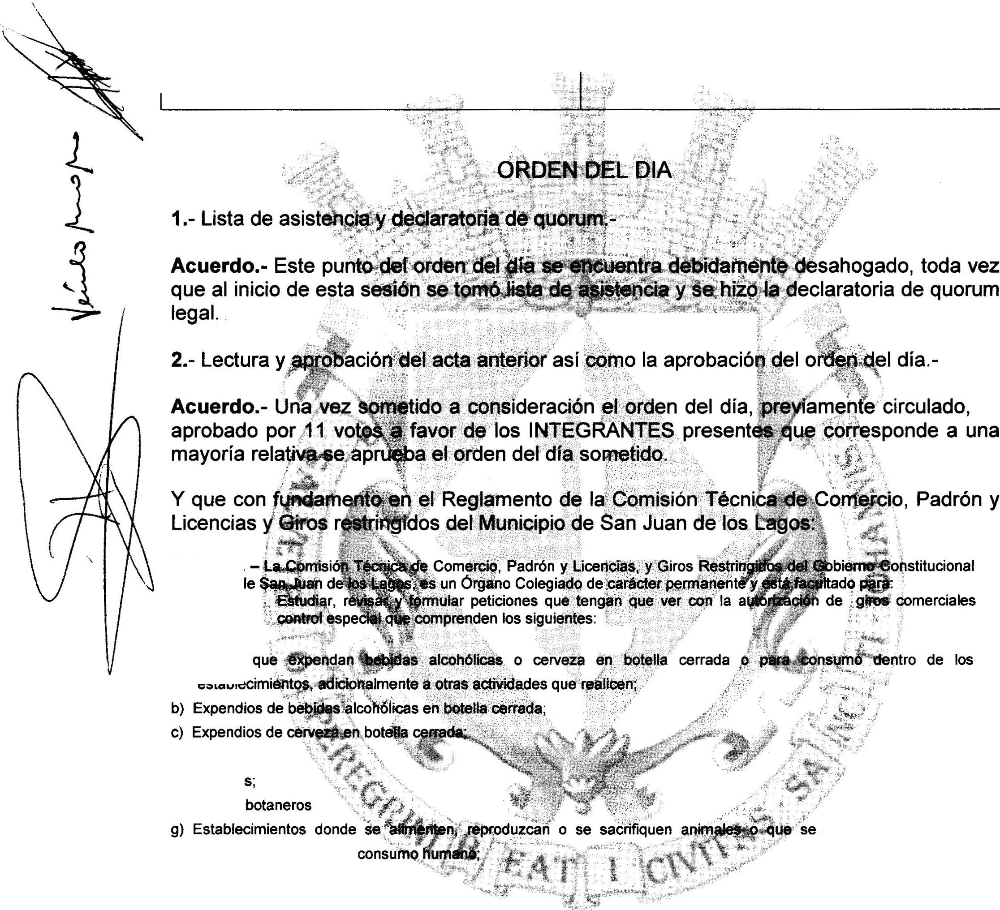 ORDEN DEL DIA
1.- Lista de asistencia y declaratoria de quorum.-
Acuerdo.- Este punto del orden del día se encuentra debidamente desahogado, toda vez
que al inicio de esta sesión se tomó lista de asistencia y se hizo la declaratoria de quorum
legal.
2.- Lectura y aprobación del acta anterior así como la aprobación del orden del día.-
Acuerdo.- Una vez sometido a consideración el orden del día, previamente circulado,
aprobado por 11 votos a favor de los INTEGRANTES presentes que corresponde a una
mayoría relativa se aprueba el orden del día sometido.
Y que con fundamento en el Reglamento de la Comisión Técnica de Comercio, Padrón y
Licencias y Giros restringidos del Municipio de San Juan de los Lagos:
. – La Comisión Técnica de Comercio, Padrón y Licencias, y Giros Restringidos del Gobierno Constitucional
le San Juan de los Lagos, es un Órgano Colegiado de carácter permanente y está facultado para:
Estudiar, revisar y formular peticiones que tengan que ver con la autorización de giros comerciales
control especial que comprenden los siguientes:
que expendan bebidas alcohólicas o cerveza en botella cerrada o para consumo dentro de los
establecimientos, adicionalmente a otras actividades que realicen;
b) Expendios de bebidas alcohólicas en botella cerrada;
c) Expendios de cerveza en botella cerrada;
s;
botaneros
g) Establecimientos donde se alimenten, reproduzcan o se sacrifiquen animales o que se
consumo humano;
CIVITAS SANCTI IOHANNIS